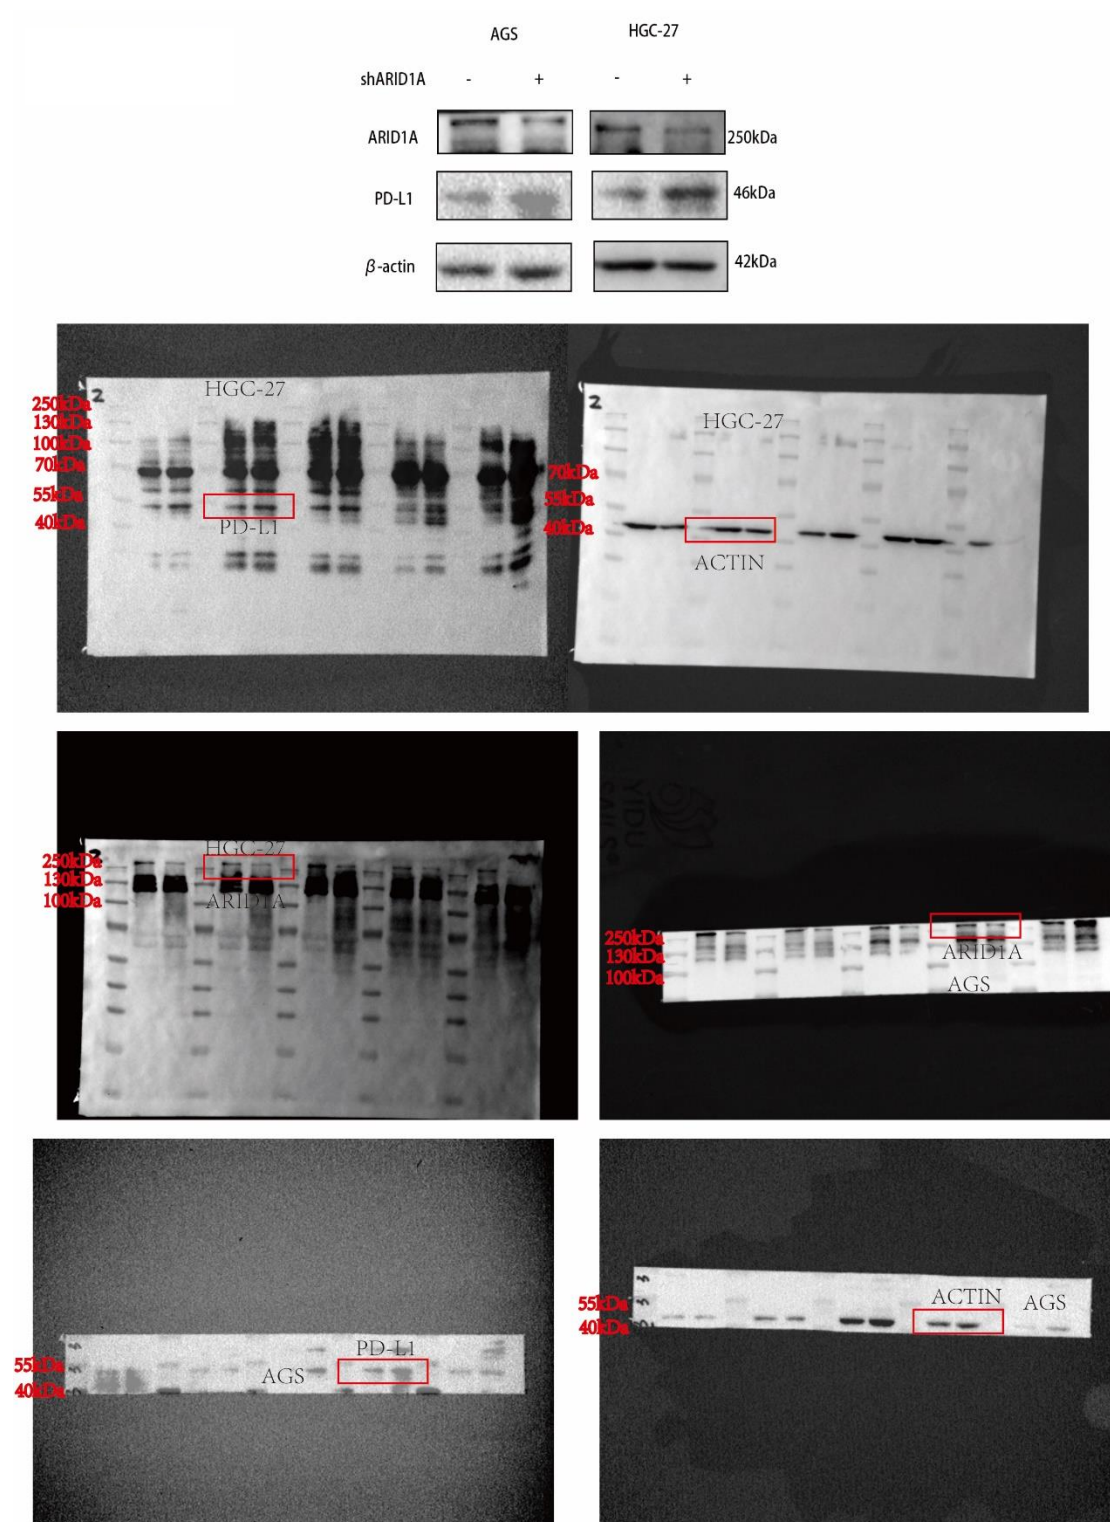 AGS HGC-27
shARID1A - + - +
ARID1A 250kDa
PD-L1 46kDa
β-actin 42kDa
2 HGC-27
250kDa
130kDa
100kDa
70kDa
55kDa
40kDa
PD-L1
2 HGC-27
70kDa
55kDa
40kDa
ACTIN
HGC-27
250kDa
130kDa
100kDa
ARID1A
YIDU
250kDa
130kDa
100kDa
ARID1A
AGS
PD-L1
55kDa
AGS
40kDa
ACTIN AGS
55kDa
40kDa